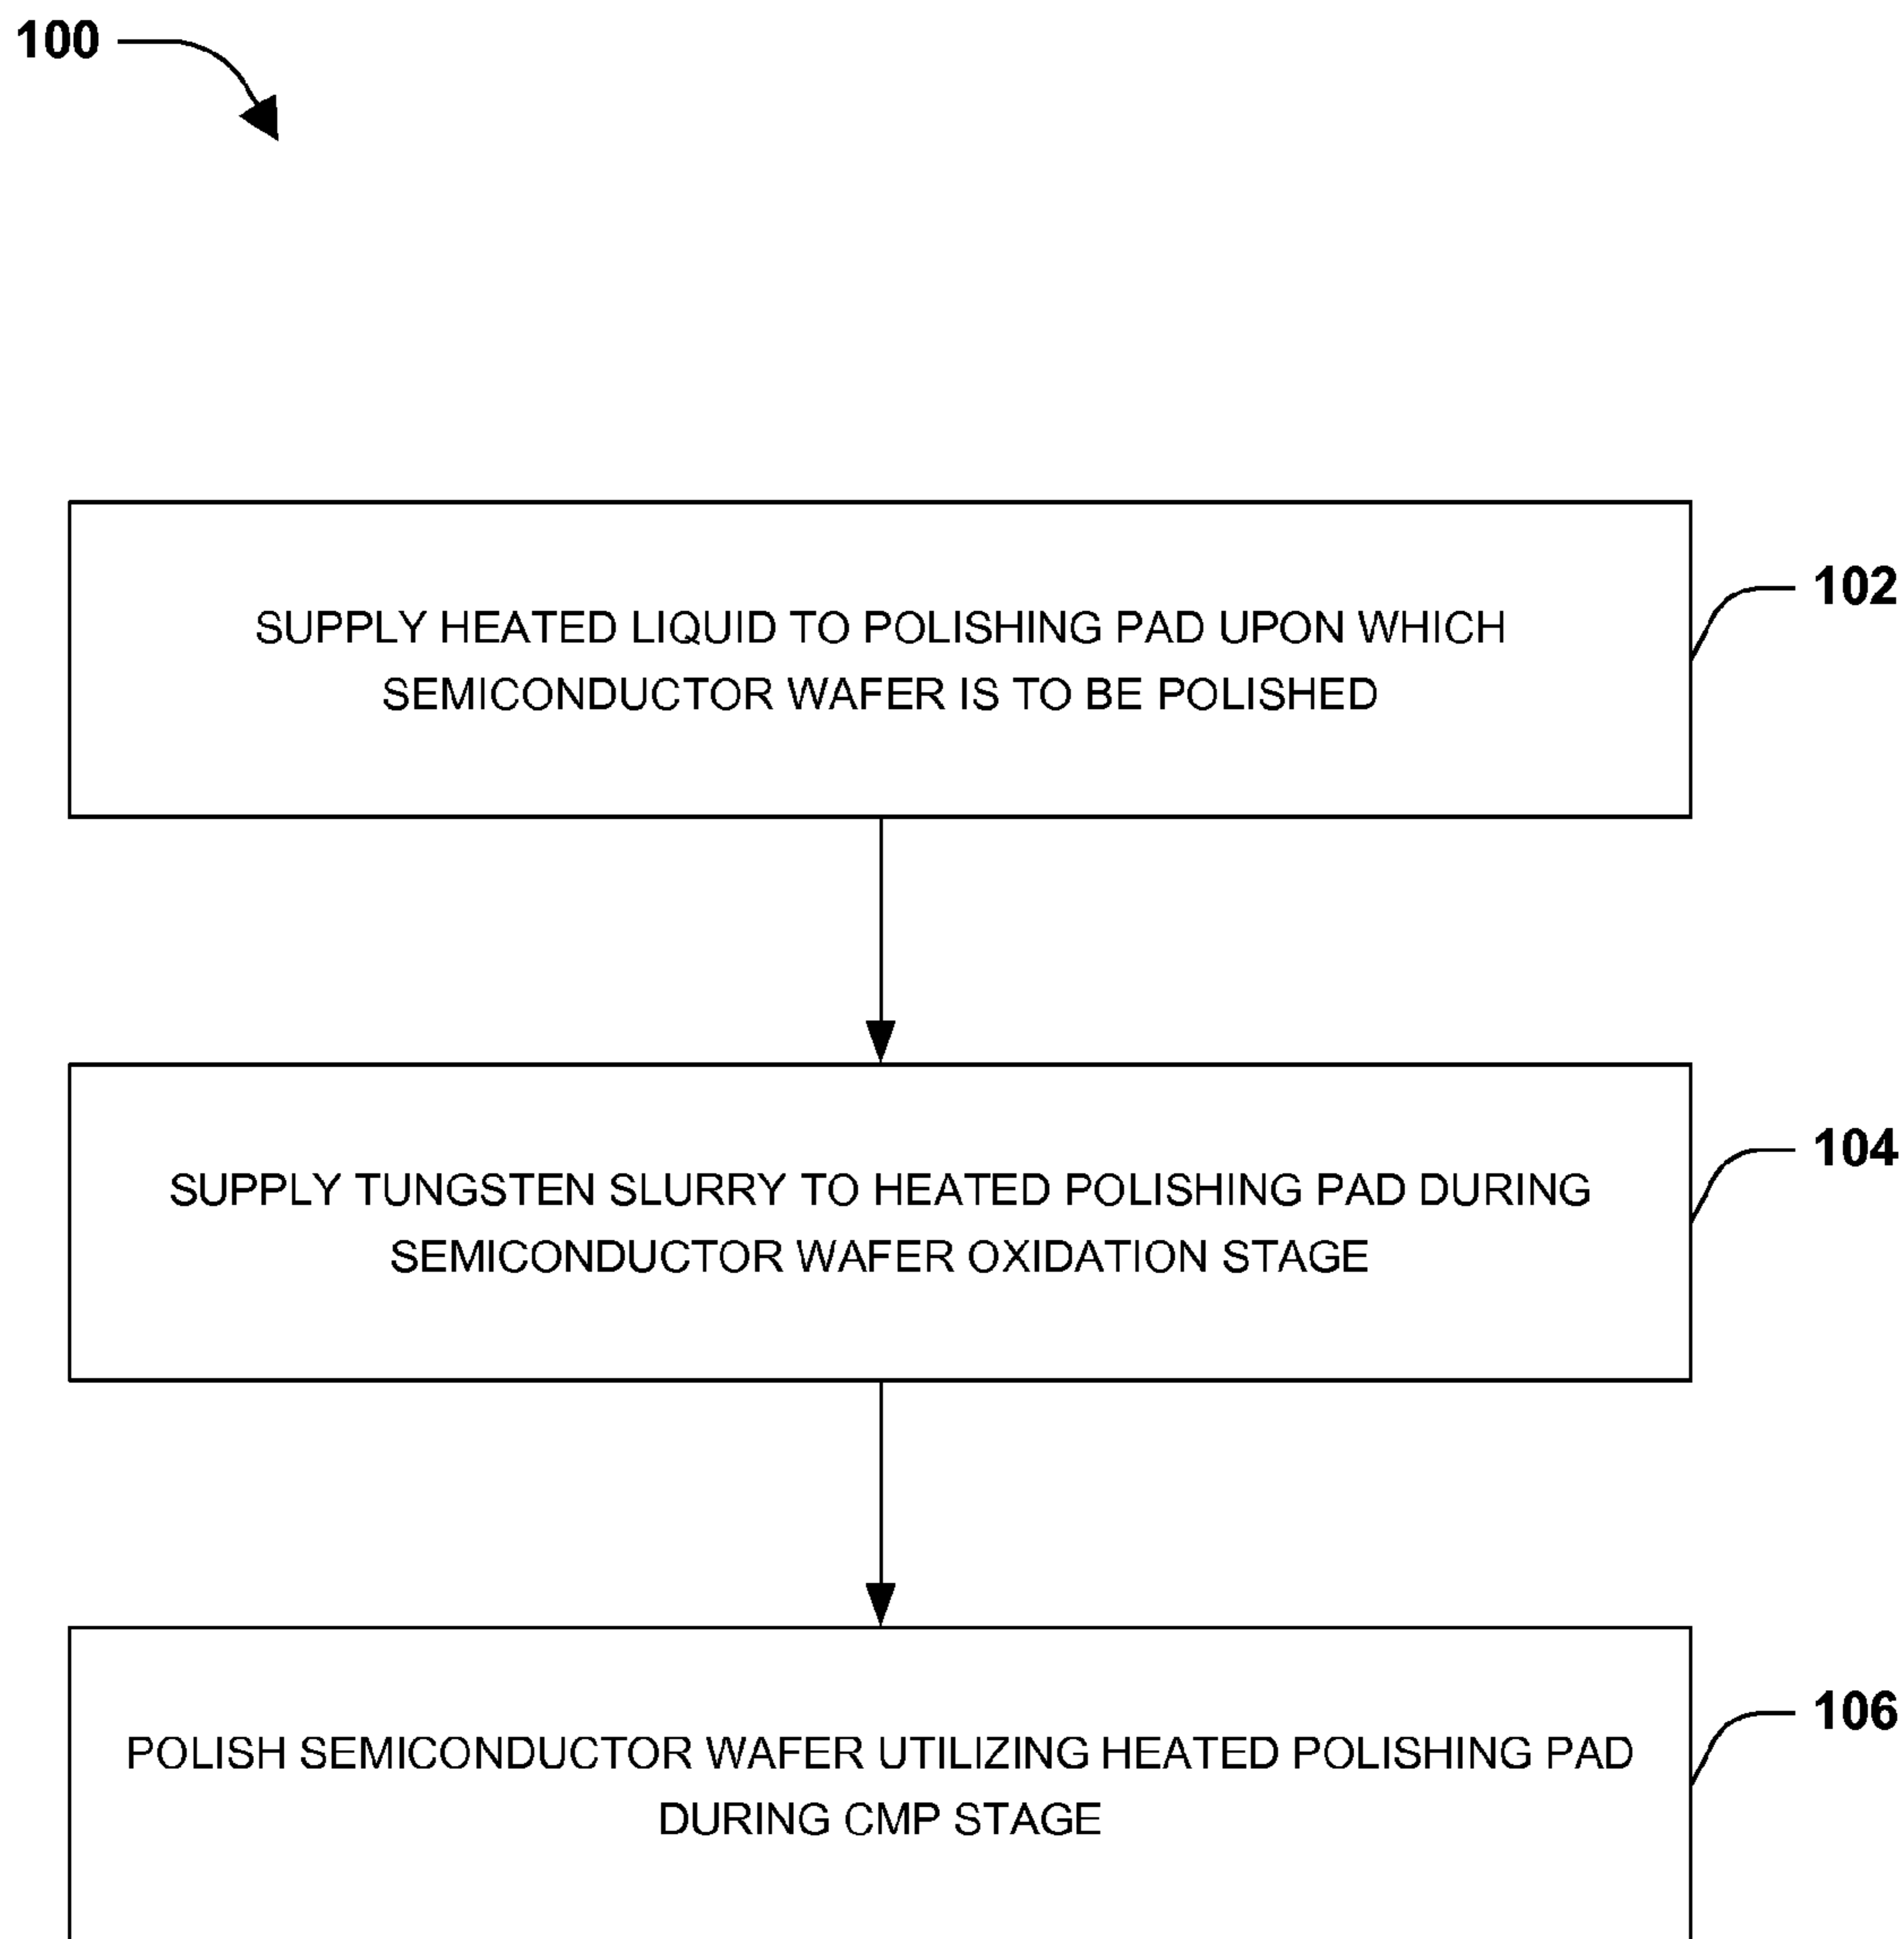 100
SUPPLY HEATED LIQUID TO POLISHING PAD UPON WHICH
SEMICONDUCTOR WAFER IS TO BE POLISHED
102
SUPPLY TUNGSTEN SLURRY TO HEATED POLISHING PAD DURING
SEMICONDUCTOR WAFER OXIDATION STAGE
104
POLISH SEMICONDUCTOR WAFER UTILIZING HEATED POLISHING PAD
DURING CMP STAGE
106